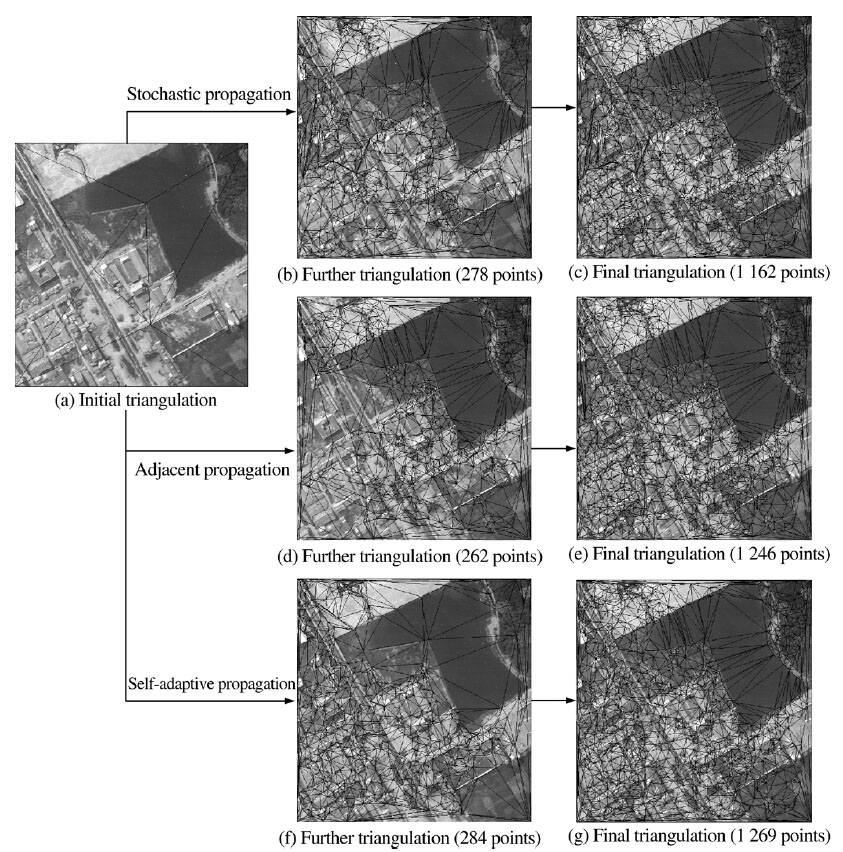 Stochastic propagation
(b) Further triangulation (278 points)
(c) Final triangulation (1 162 points)
(a) Initial triangulation
Adjacent propagation
(d) Further triangulation (262 points)
(e) Final triangulation (1 246 points)
Self-adaptive propagation
(f) Further triangulation (284 points)
(g) Final triangulation (1 269 points)